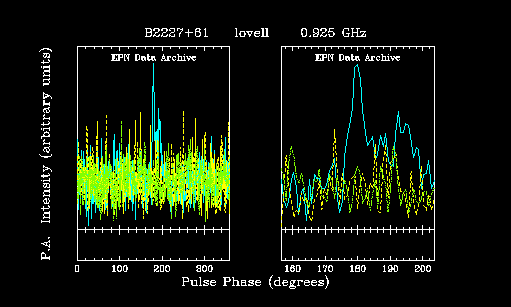 B2227+61 lovell 0.925 GHz
EPN Data Archive EPN Data Archive
P.A. Intensity (arbitrary units)
0 100 200 300 160 170 180 190 200
Pulse Phase (degrees)